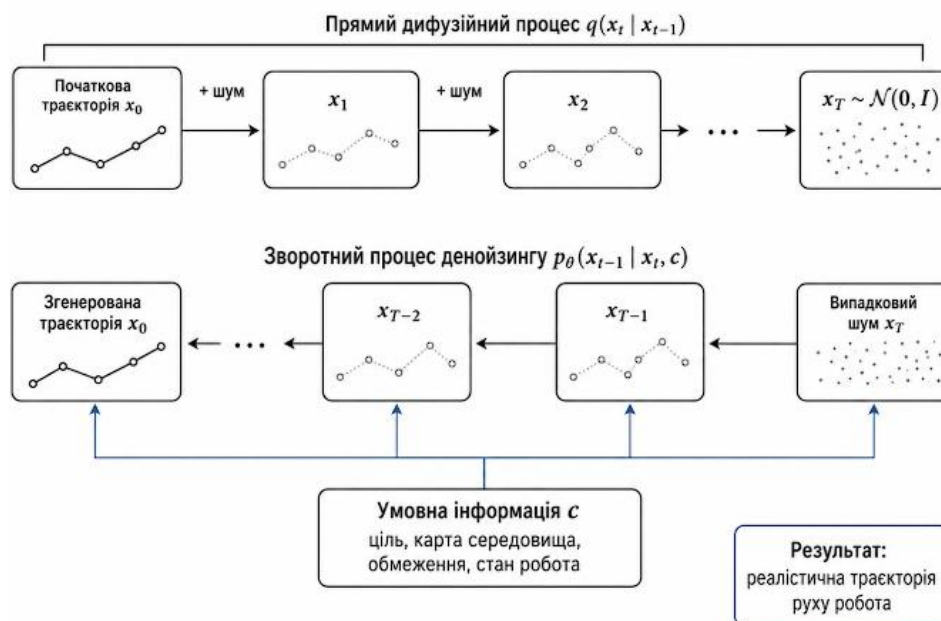 Прямий дифузійний процес q(x_t | x_{t−1})
Початкова
траєкторія x_0
+ шум
x_1
+ шум
x_2
...
x_T ~ 𝒩(0, I)
Зворотний процес денойзингу p_θ(x_{t−1} | x_t, c)
Згенерована
траєкторія x_0
...
x_{T−2}
x_{T−1}
Випадковий
шум x_T
Умовна інформація c
ціль, карта середовища,
обмеження, стан робота
Результат:
реалістична траєкторія
руху робота